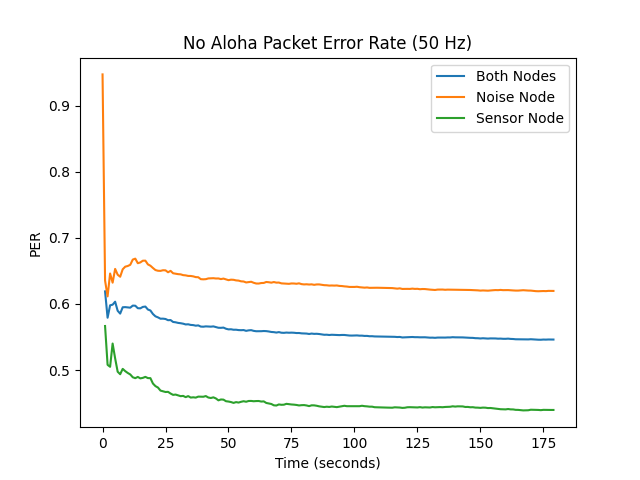 No Aloha Packet Error Rate (50 Hz)
Both Nodes
Noise Node
Sensor Node
0.9
0.8
0.7
0.6
0.5
PER
0
25
50
75
100
125
150
175
Time (seconds)